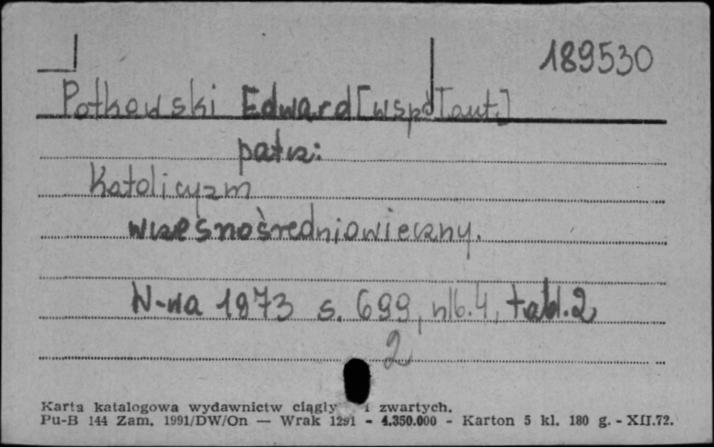 189530
Potkowski Edward [współaut.]
patrz:
Katolicyzm
wczesnośredniowieczny.
W-wa 1973 s. 699, nlb. 4, tabl. 2
2
Karta katalogowa wydawnictw ciągły i zwartych.
Pu-B 144 Zam. 1991/DW/On — Wrak 1291 - 4.350.000 - Karton 5 kl. 180 g. - XII.72.